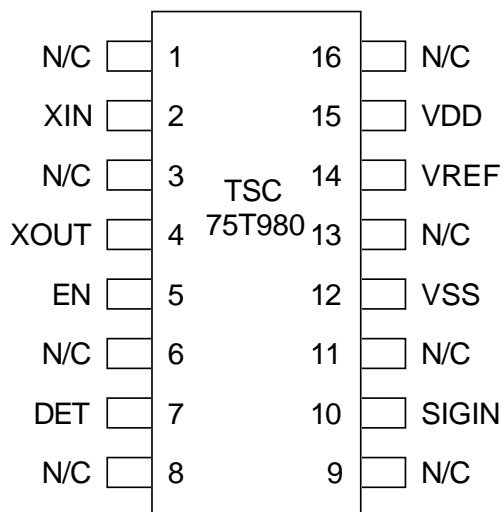 N/C 1 16 N/C
XIN 2 15 VDD
N/C 3 14 VREF
TSC
75T980
XOUT 4 13 N/C
EN 5 12 VSS
N/C 6 11 N/C
DET 7 10 SIGIN
N/C 8 9 N/C